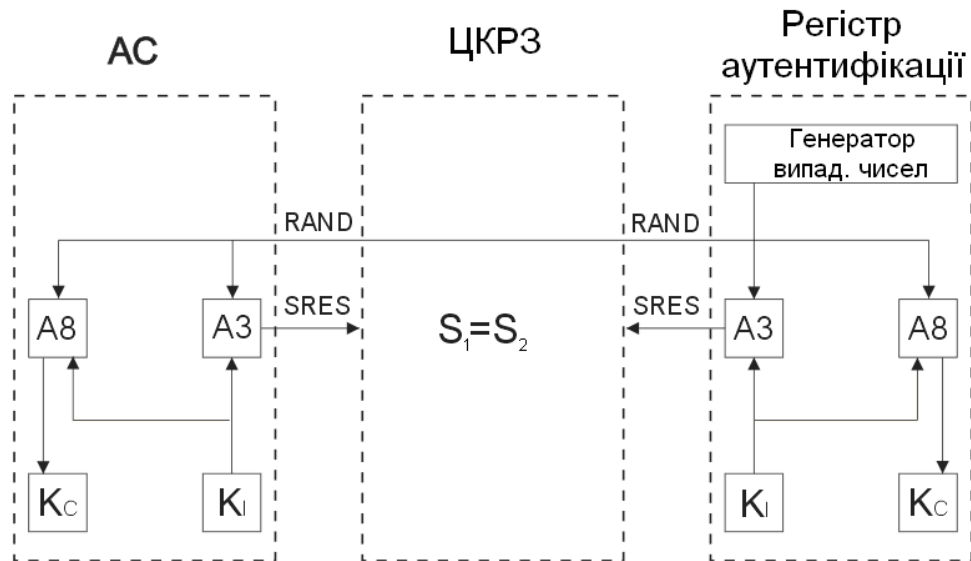 АС
ЦКРЗ
Регістр
аутентифікації
Генератор
випад. чисел
RAND
RAND
A8
A3
SRES
S₁=S₂
SRES
A3
A8
Kc
KI
KI
Kc